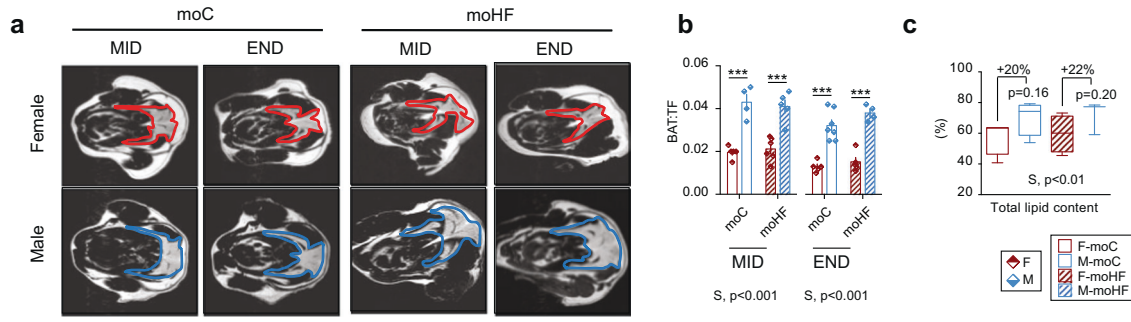 a
moC
moHF
MID
END
MID
END
Female
Male
b
BAT:TF
0.06
0.04
0.02
0.00
***
***
***
***
moC
moHF
moC
moHF
MID
END
S, p<0.001
S, p<0.001
F
M
c
(%)
100
80
60
40
20
+20%
+22%
p=0.16
p=0.20
S, p<0.01
Total lipid content
F-moC
M-moC
F-moHF
M-moHF